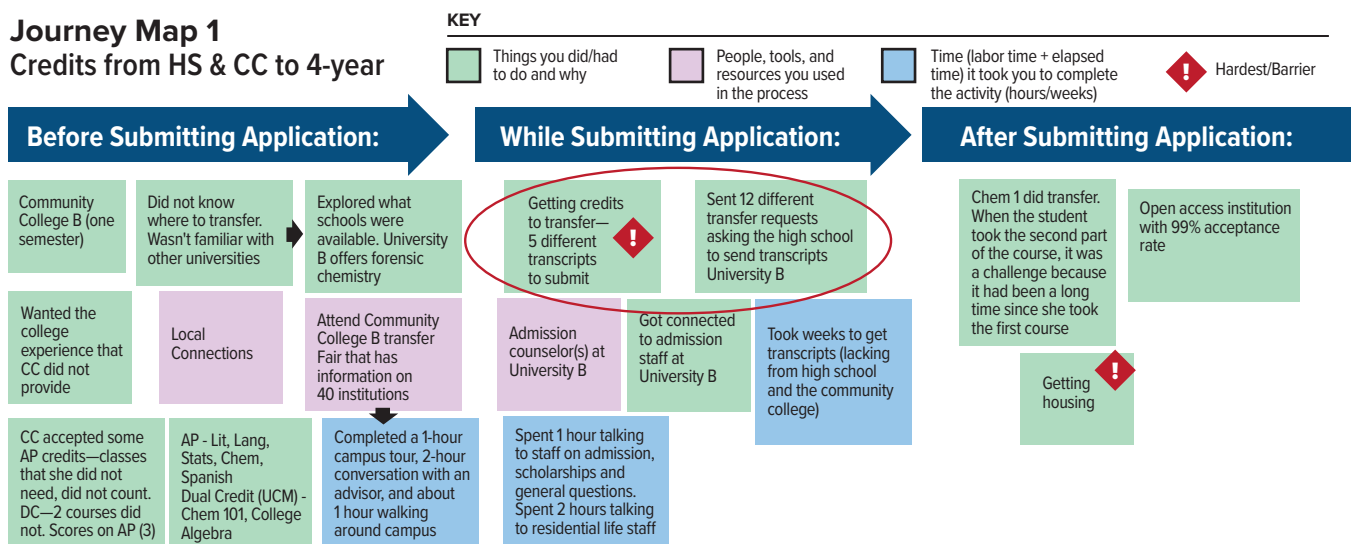 Journey Map 1
Credits from HS & CC to 4-year
KEY
Things you did/had
to do and why
People, tools, and
resources you used
in the process
Time (labor time + elapsed
time) it took you to complete
the activity (hours/weeks)
!
Hardest/Barrier
Before Submitting Application:
While Submitting Application:
After Submitting Application:
Community
College B (one
semester)
Did not know
where to transfer.
Wasn't familiar with
other universities
Explored what
schools were
available. University
B offers forensic
chemistry
Wanted the
college
experience that
CC did not
provide
Local
Connections
Attend Community
College B transfer
Fair that has
information on
40 institutions
CC accepted some
AP credits—classes
that she did not
need, did not count.
DC—2 courses did
not. Scores on AP (3)
AP - Lit, Lang,
Stats, Chem,
Spanish
Dual Credit (UCM) -
Chem 101, College
Algebra
Completed a 1-hour
campus tour, 2-hour
conversation with an
advisor, and about
1 hour walking
around campus
Getting credits
to transfer—
5 different
transcripts
to submit
!
Sent 12 different
transfer requests
asking the high school
to send transcripts
University B
Admission
counselor(s) at
University B
Got connected
to admission
staff at
University B
Took weeks to get
transcripts (lacking
from high school
and the community
college)
Spent 1 hour talking
to staff on admission,
scholarships and
general questions.
Spent 2 hours talking
to residential life staff
Chem 1 did transfer.
When the student
took the second part
of the course, it was
a challenge because
it had been a long
time since she took
the first course
Open access institution
with 99% acceptance
rate
Getting
housing
!